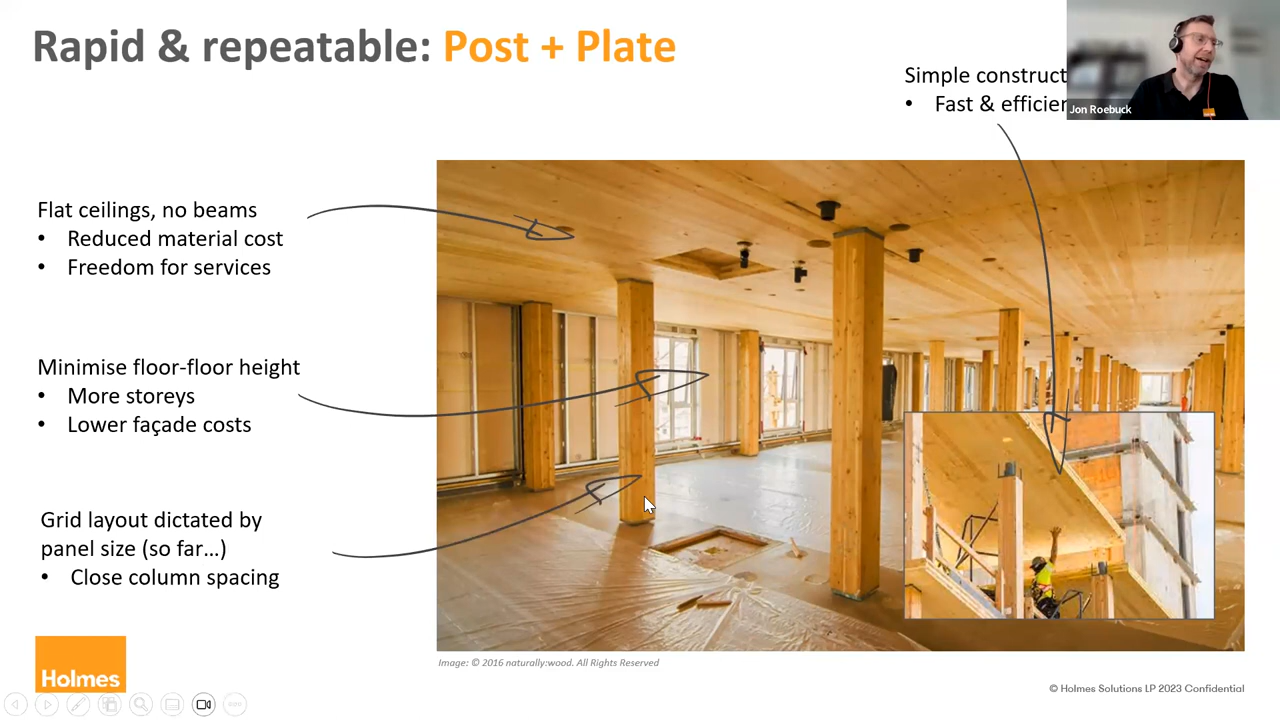 Rapid & repeatable: Post + Plate
Simple construct
• Fast & efficien
Jon Roebuck
Flat ceilings, no beams
• Reduced material cost
• Freedom for services
Minimise floor-floor height
• More storeys
• Lower façade costs
Grid layout dictated by
panel size (so far…)
• Close column spacing
Holmes
Image: © 2016 naturally:wood. All Rights Reserved
© Holmes Solutions LP 2023 Confidential